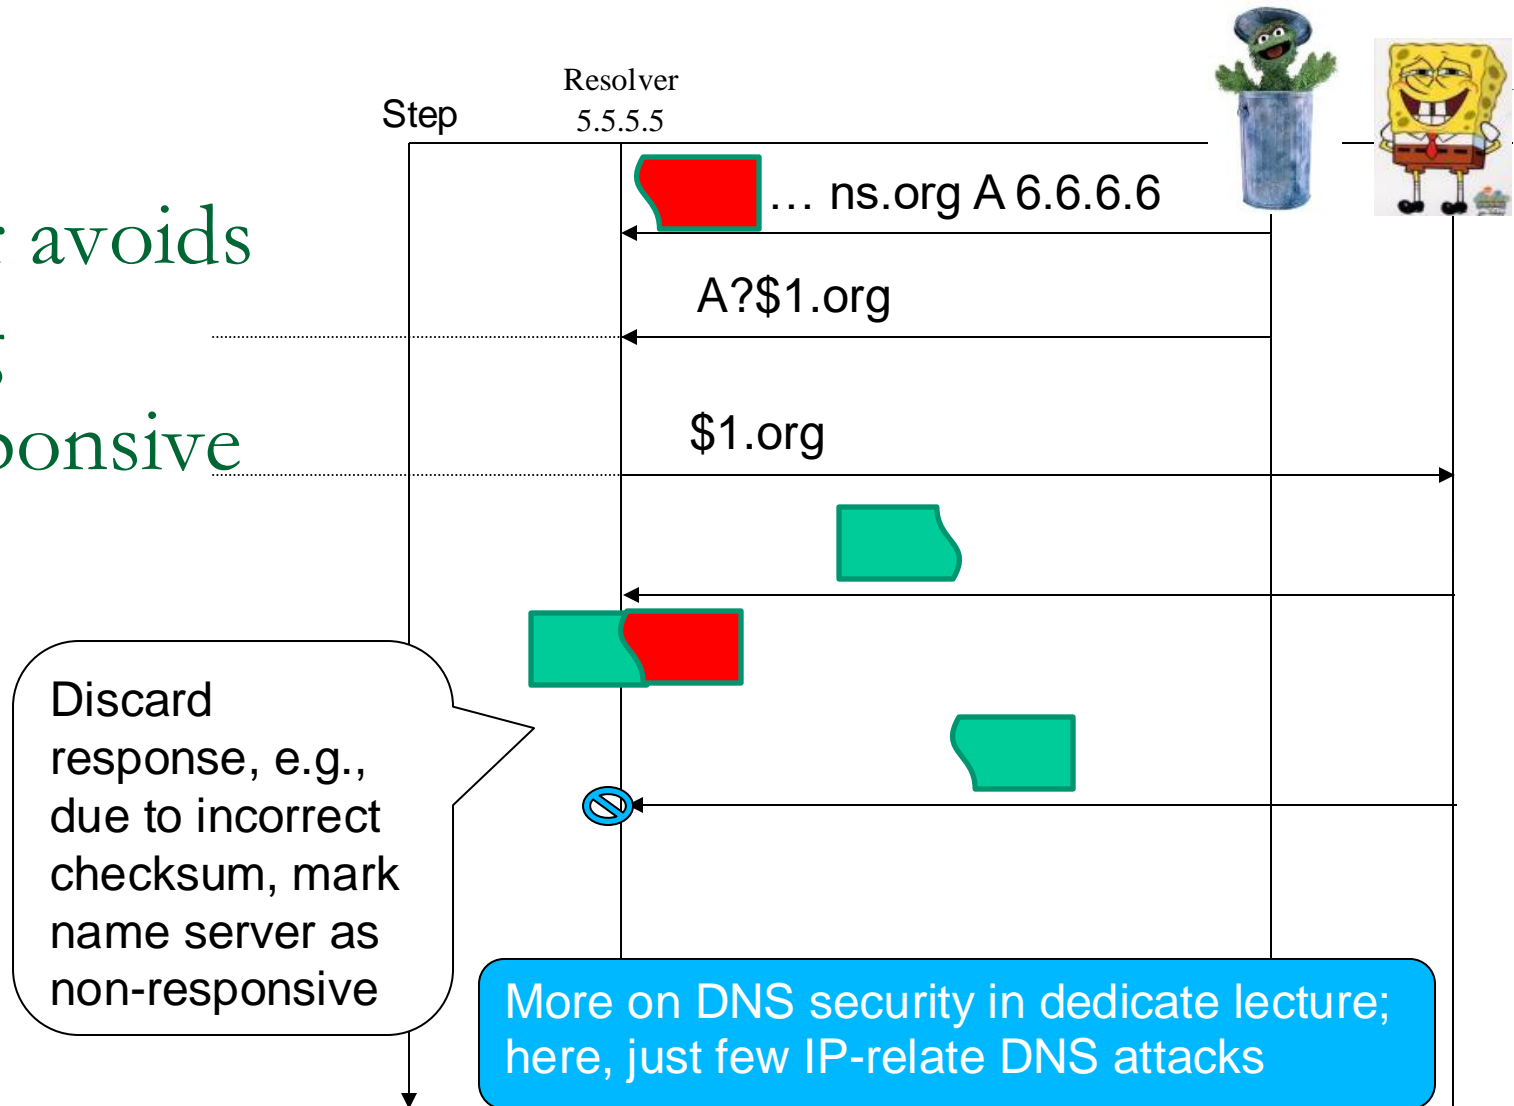 Step
Resolver
5.5.5.5
… ns.org A 6.6.6.6
avoids
A?$1.org
$1.org
Discard
response, e.g.,
due to incorrect
checksum, mark
name server as
non-responsive
More on DNS security in dedicate lecture;
here, just few IP-relate DNS attacks